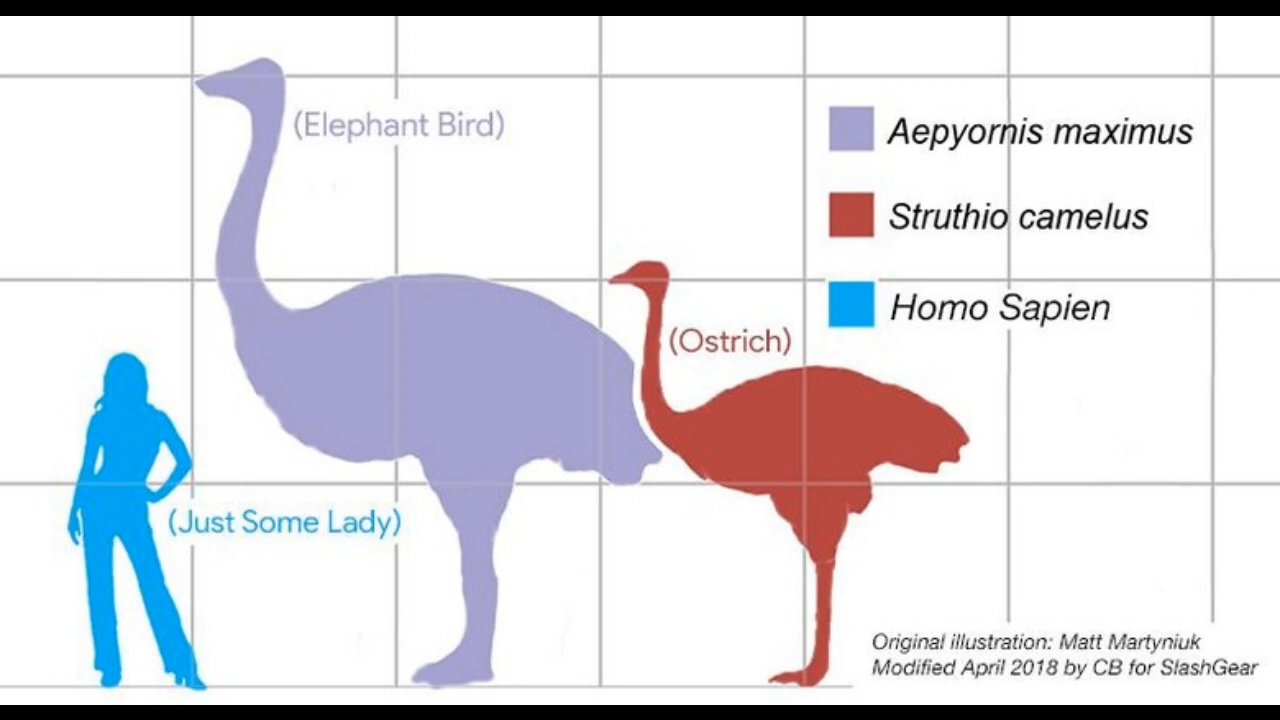 (Elephant Bird)
Aepyornis maximus
Struthio camelus
Homo Sapien
(Ostrich)
(Just Some Lady)
Original illustration: Matt Martyniuk
Modified April 2018 by CB for SlashGear